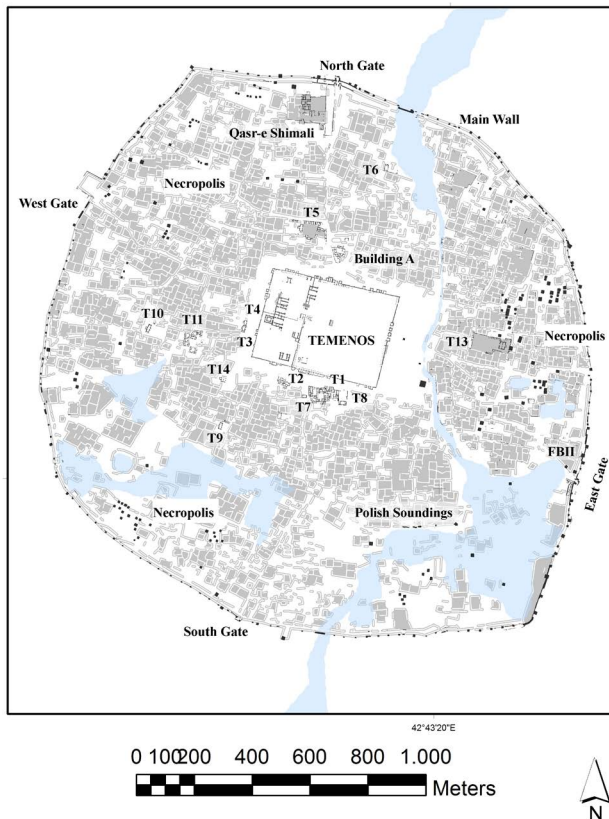 North Gate
Main Wall
Qasr-e Shimali
T6
Necropolis
West Gate
T5
Building A
T4
T10
T11
TEMENOS
T3
T13
Necropolis
T14
T2
T1
T7
T8
T9
FBII
East Gate
Necropolis
Polish Soundings
South Gate
42°43'20"E
0 100200 400 600 800 1.000
Meters
N